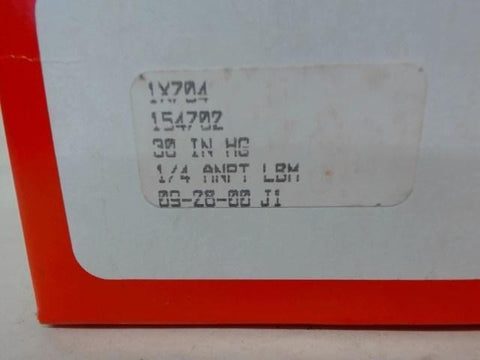 1X704
154702
30 IN HG
1/4 ANPT LBM
09-28-00 J1